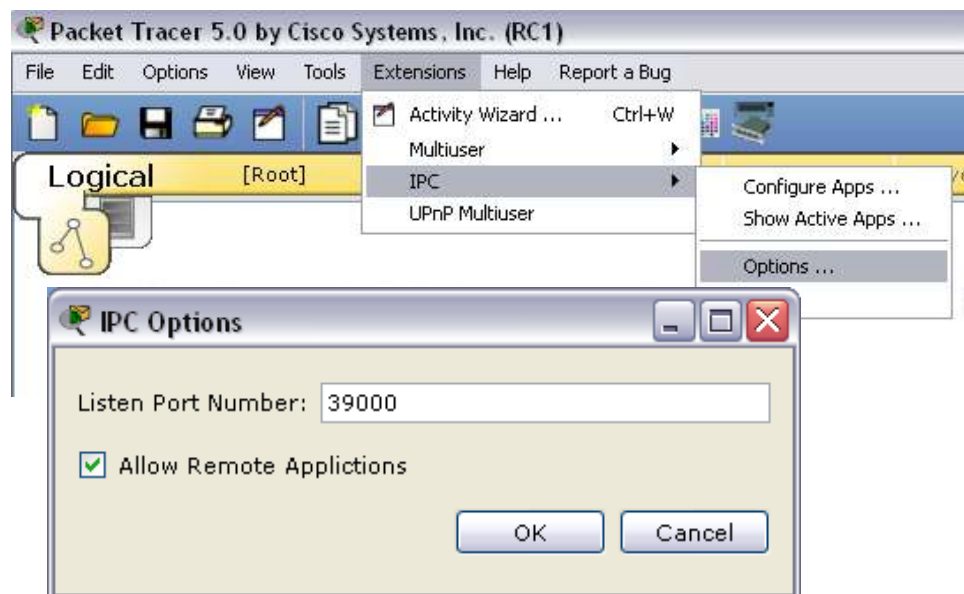 Packet Tracer 5.0 by Cisco Systems, Inc. (RC1)
File Edit Options View Tools Extensions Help Report a Bug
Activity Wizard ... Ctrl+W
Multiuser
IPC
UPnP Multiuser
Configure Apps ...
Show Active Apps ...
Options ...
Logical [Root]
IPC Options
Listen Port Number: 39000
Allow Remote Applictions
OK Cancel